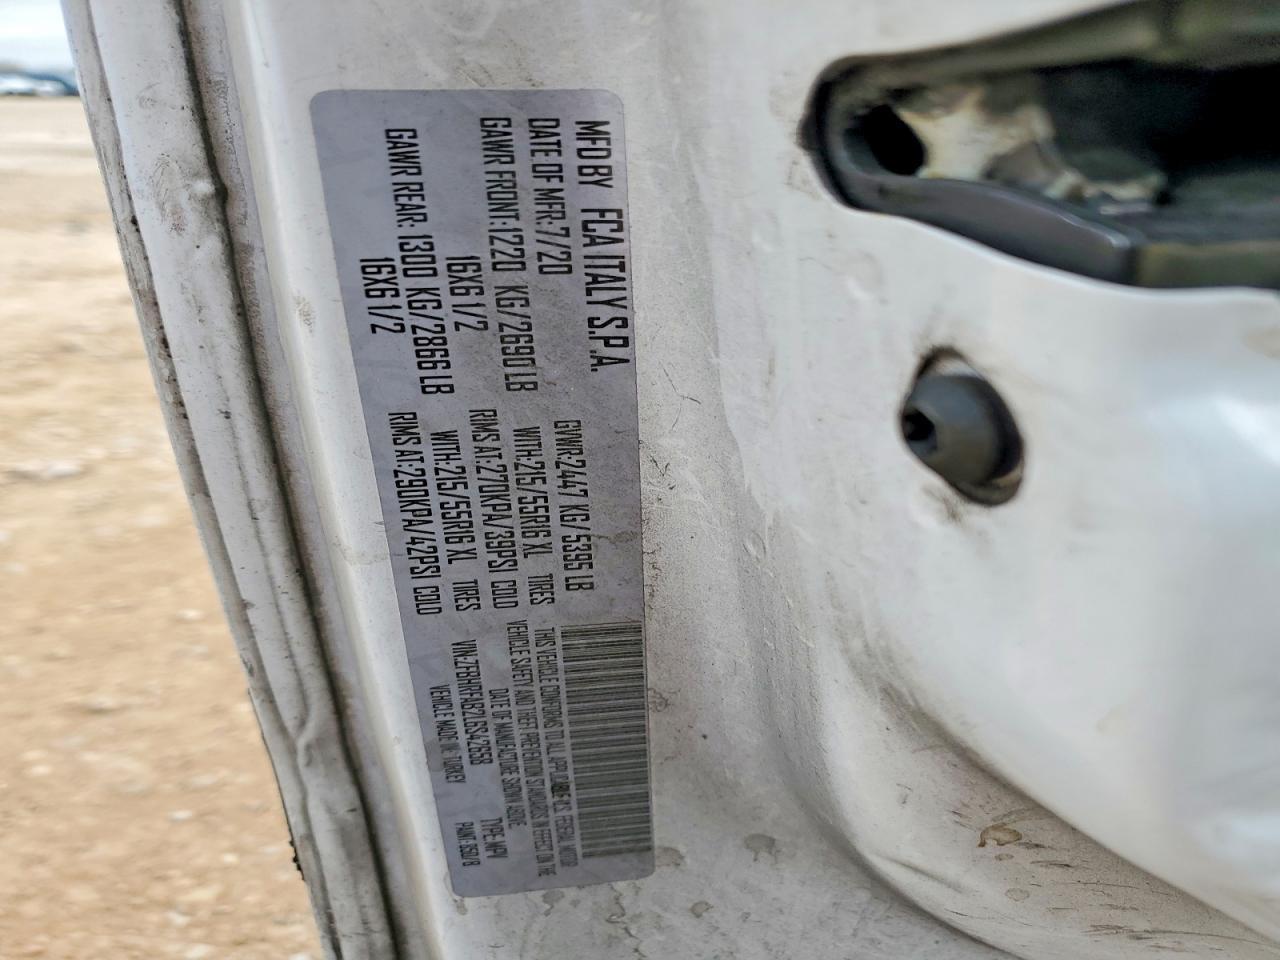 MFD BY FCA ITALY S.P.A.
DATE OF MFR:7/20 GVWR:2447 KG/5395 LB
GAWR FRONT:1220 KG/2690LB WITH:215/55R16 XL TIRES
16X6 1/2 RIMS AT:270KPA/39PSI COLD
GAWR REAR: 1300 KG/2866 LB WITH:215/55R16 XL TIRES
16X6 1/2 RIMS AT:290KPA/42PSI COLD
THIS VEHICLE CONFORMS TO ALL APPLICABLE U.S. FEDERAL MOTOR
VEHICLE SAFETY AND THEFT PREVENTION STANDARDS IN EFFECT ON THE
DATE OF MANUFACTURE SHOWN ABOVE.
VIN:ZFBHRFAB2L6S42658 TYPE:MPV
VEHICLE MADE IN: TURKEY PAINT: